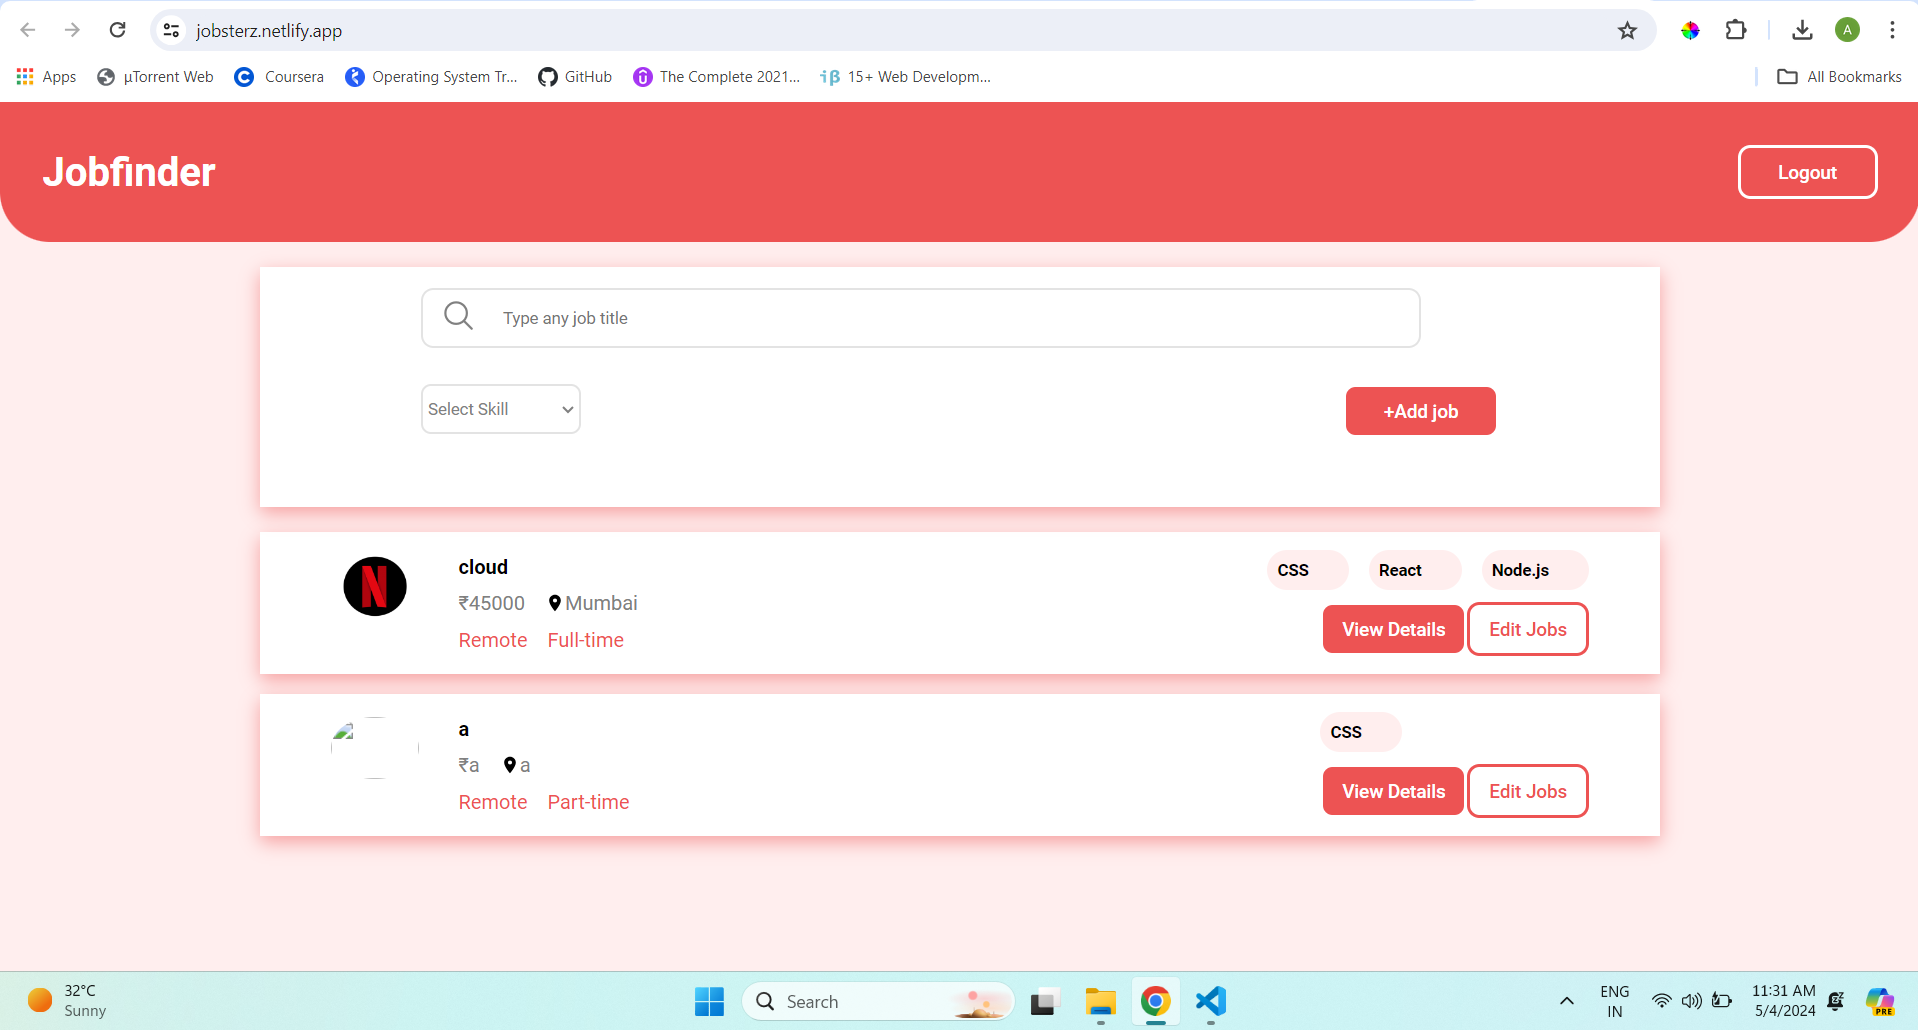 jobsterz.netlify.app
A
Apps
µTorrent Web
Coursera
Operating System Tr...
GitHub
The Complete 2021...
15+ Web Developm...
All Bookmarks
Jobfinder
Logout
Type any job title
Select Skill
+Add job
N
cloud
CSS
React
Node.js
₹45000
Mumbai
Remote
Full-time
View Details
Edit Jobs
a
CSS
₹a
a
Remote
Part-time
View Details
Edit Jobs
32°C
Sunny
Search
ENG
IN
11:31 AM
5/4/2024
PRE